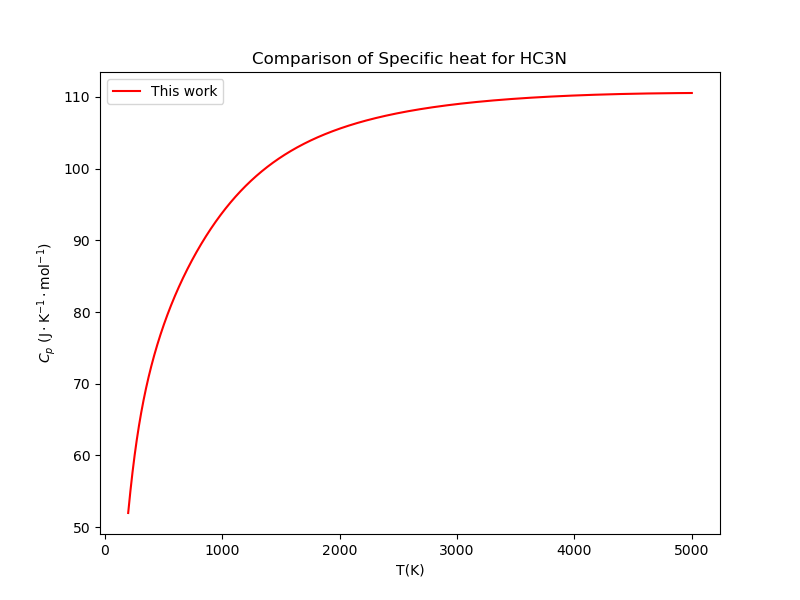 Comparison of Specific heat for HC3N
This work
110
100
90
80
70
60
50
C_p (J · K⁻¹ · mol⁻¹)
0 1000 2000 3000 4000 5000
T(K)